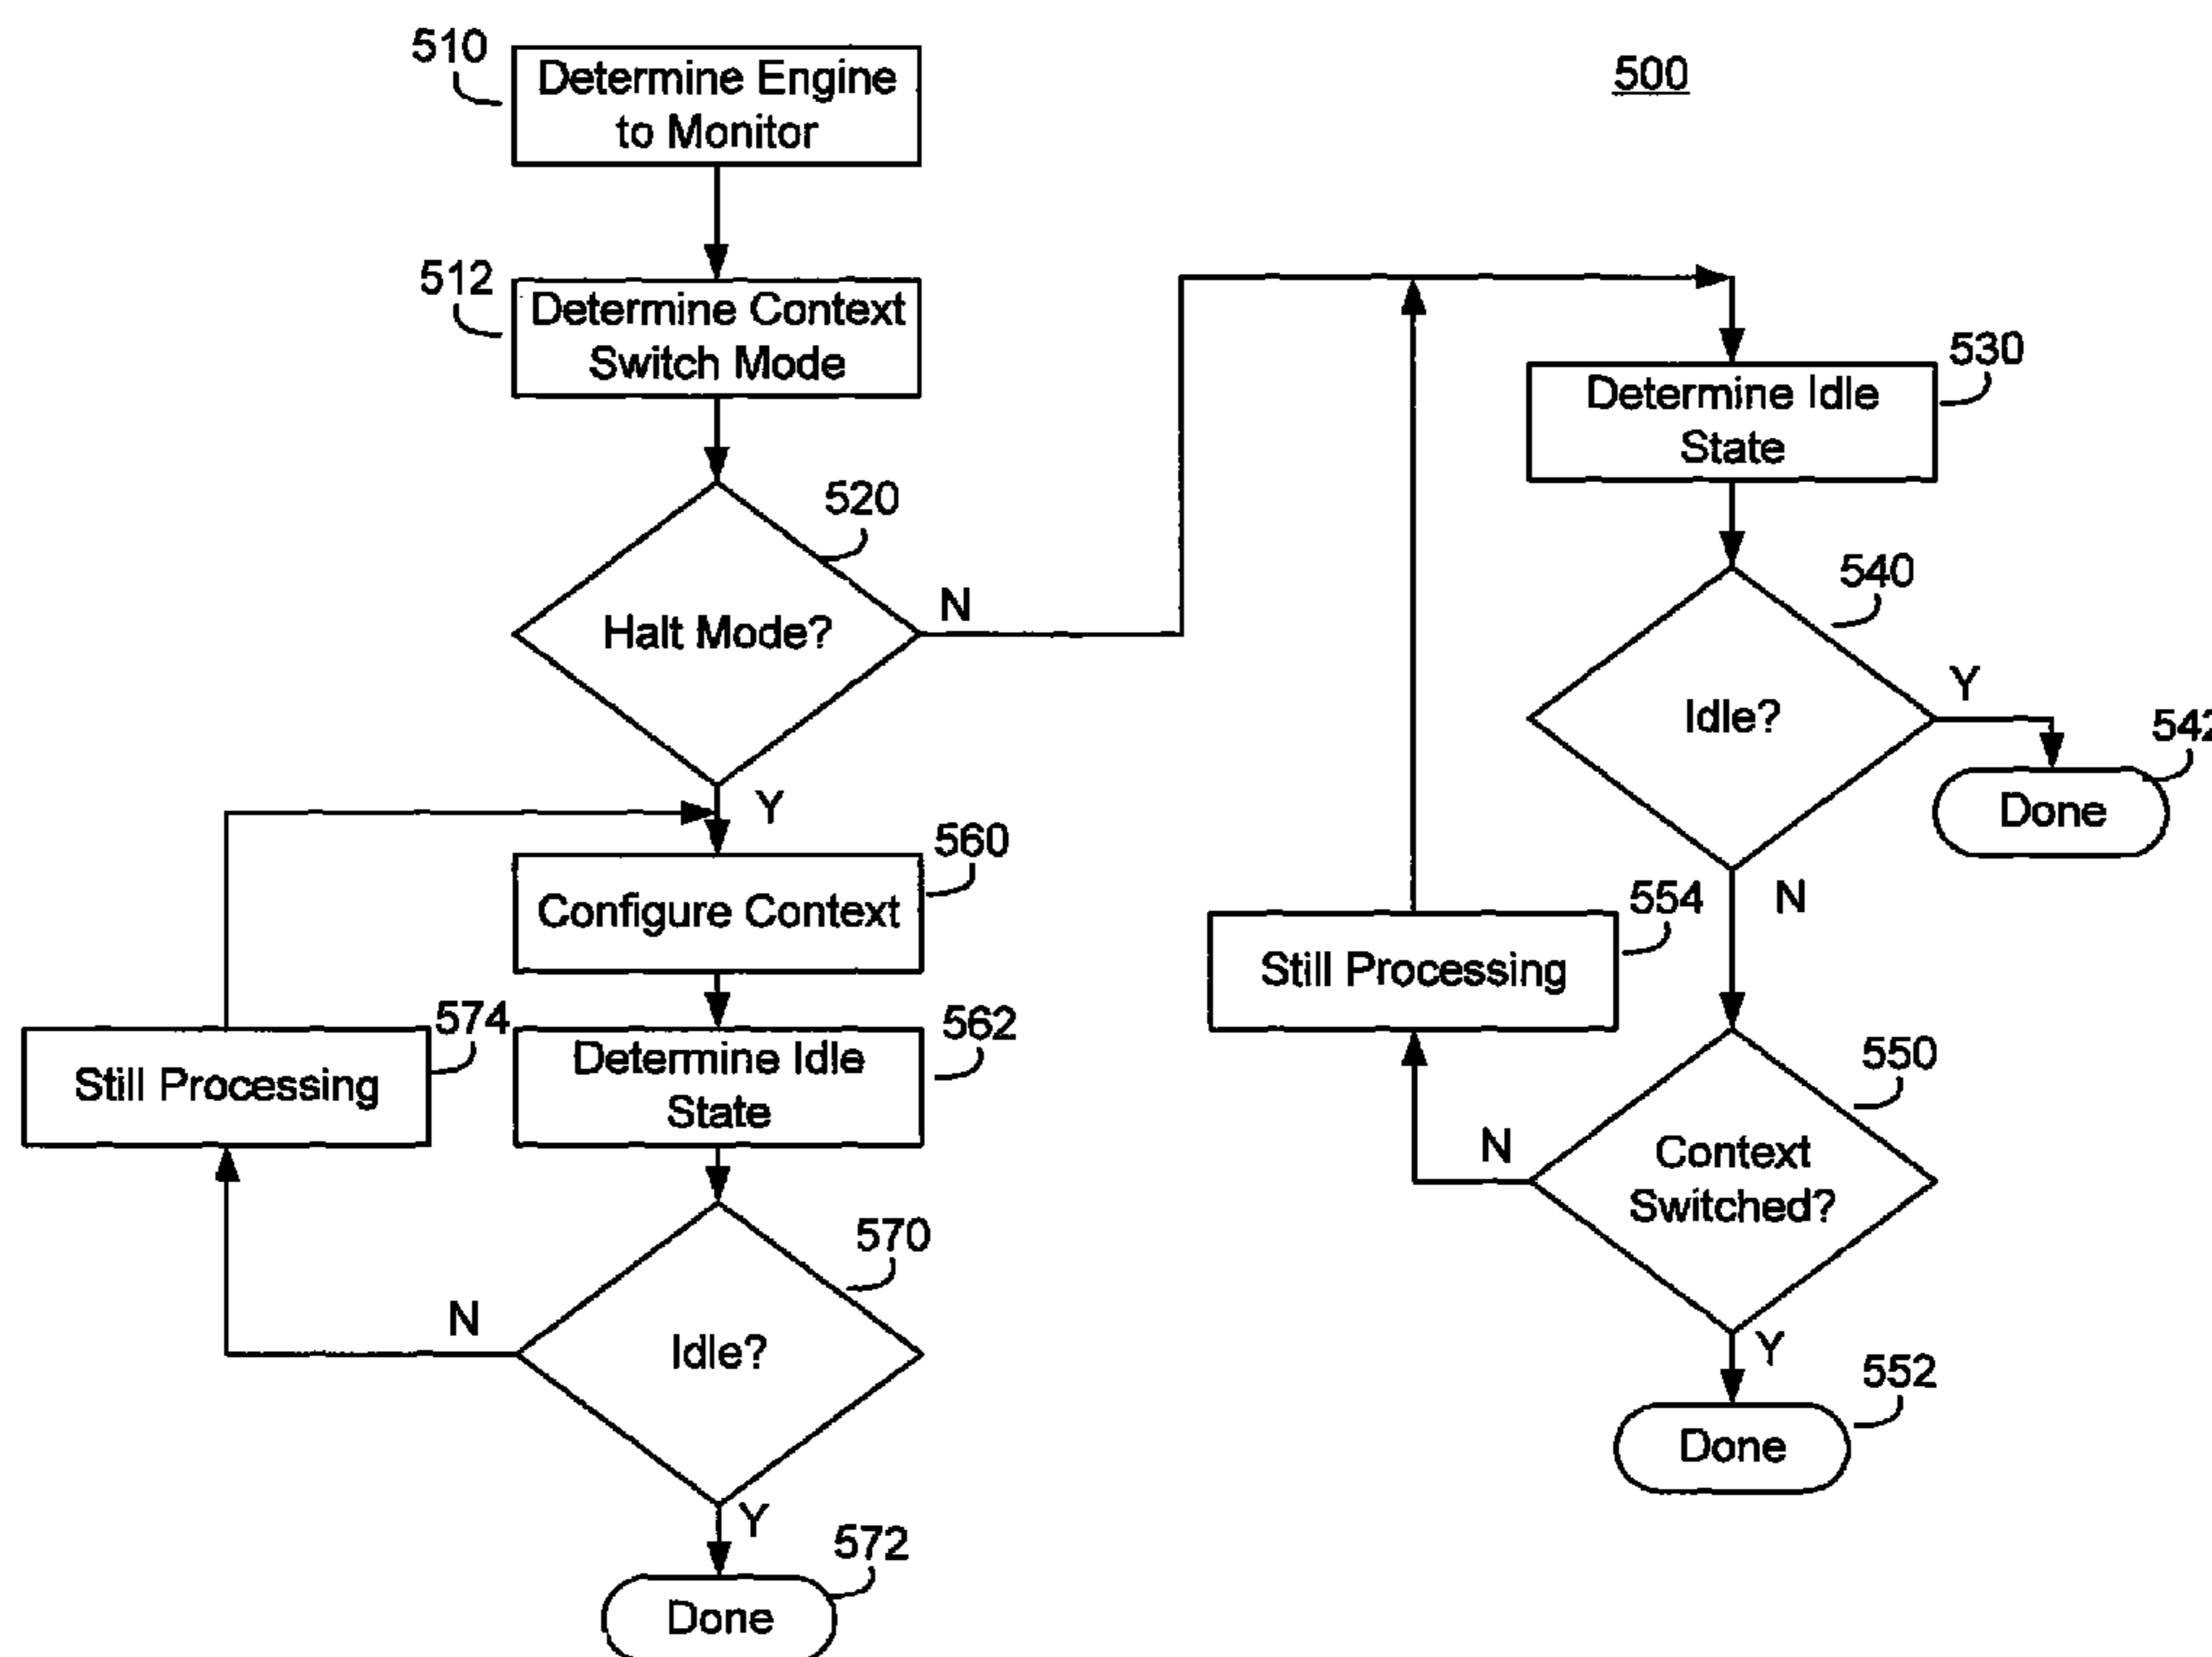 500
510
Determine Engine
to Monitor
512
Determine Context
Switch Mode
520
Halt Mode?
N
Y
530
Determine Idle
State
540
Idle?
Y
542
Done
N
554
Still Processing
550
Context
Switched?
N
Y
552
Done
560
Configure Context
574
Still Processing
562
Determine Idle
State
570
Idle?
N
Y
572
Done